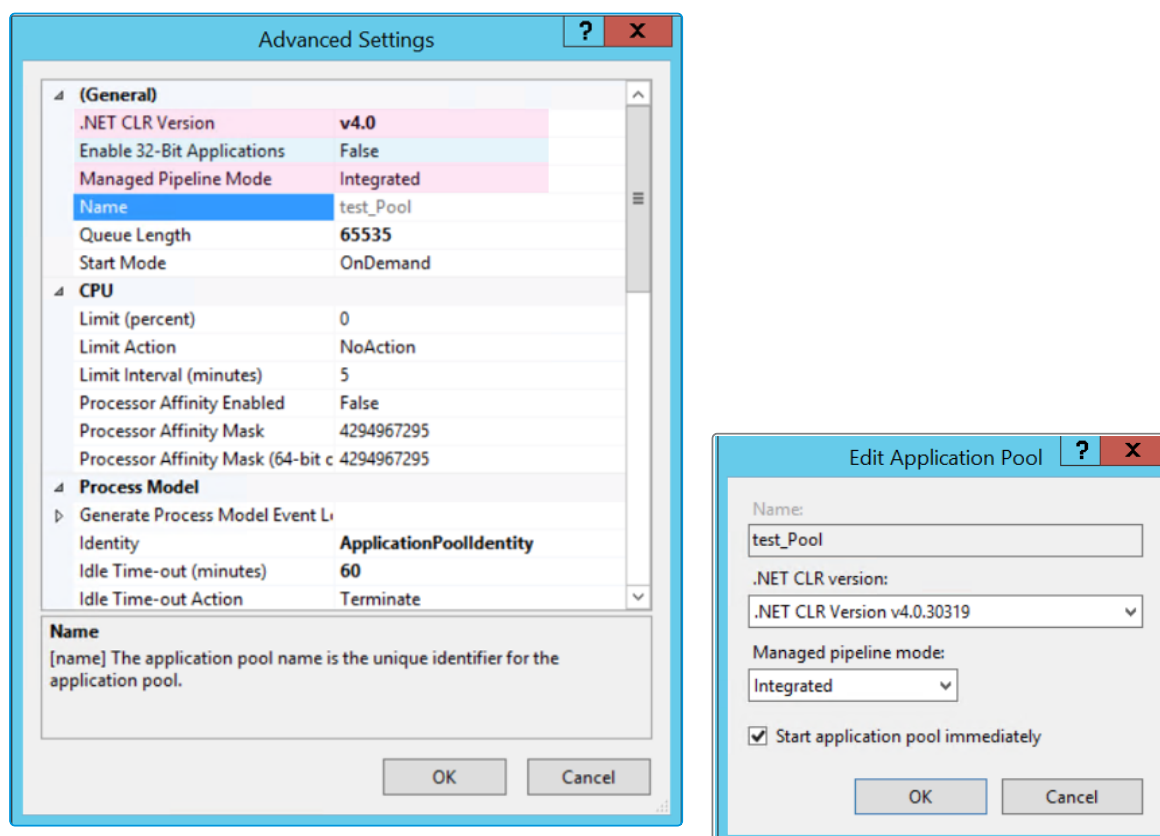 Advanced Settings
? X
(General)
.NET CLR Version v4.0
Enable 32-Bit Applications False
Managed Pipeline Mode Integrated
Name test_Pool
Queue Length 65535
Start Mode OnDemand
CPU
Limit (percent) 0
Limit Action NoAction
Limit Interval (minutes) 5
Processor Affinity Enabled False
Processor Affinity Mask 4294967295
Processor Affinity Mask (64-bit c 4294967295
Process Model
Generate Process Model Event L
Identity ApplicationPoolIdentity
Idle Time-out (minutes) 60
Idle Time-out Action Terminate
Name
[name] The application pool name is the unique identifier for the
application pool.
OK Cancel
Edit Application Pool
? X
Name:
test_Pool
.NET CLR version:
.NET CLR Version v4.0.30319
Managed pipeline mode:
Integrated
Start application pool immediately
OK Cancel